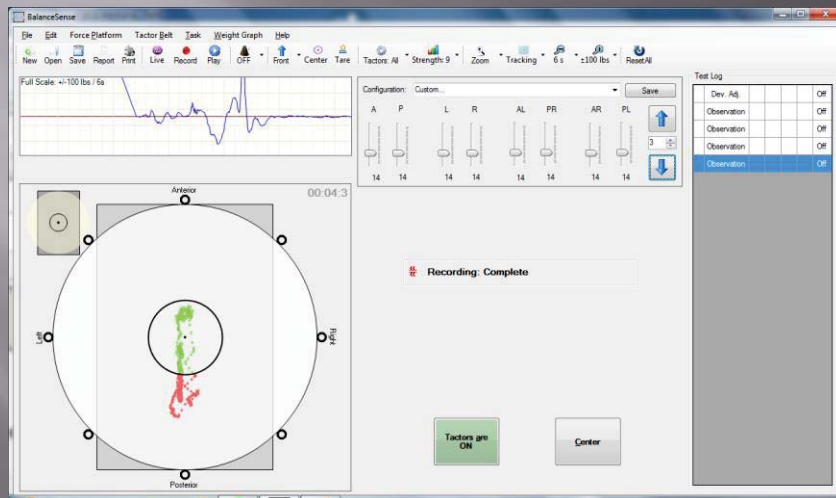 BalanceSense
File Edit Force Platform Tactor Belt Task Weight Graph Help
New Open Save Report Print Live Record Play OFF Front Center Tare Tactors: All Strength: 9 Zoom Tracking 6 s ±100 lbs Reset All
Full Scale: +/-100 lbs / 6s
Configuration: Custom... Save
A P L R AL PR AR PL
3
14 14 14 14 14 14 14 14
Test Log
Dev. Adj. Off
Observation Off
Observation Off
Observation Off
Observation Off
00:04:3
Anterior
Left
Right
Posterior
Recording: Complete
Tactors are
ON
Center